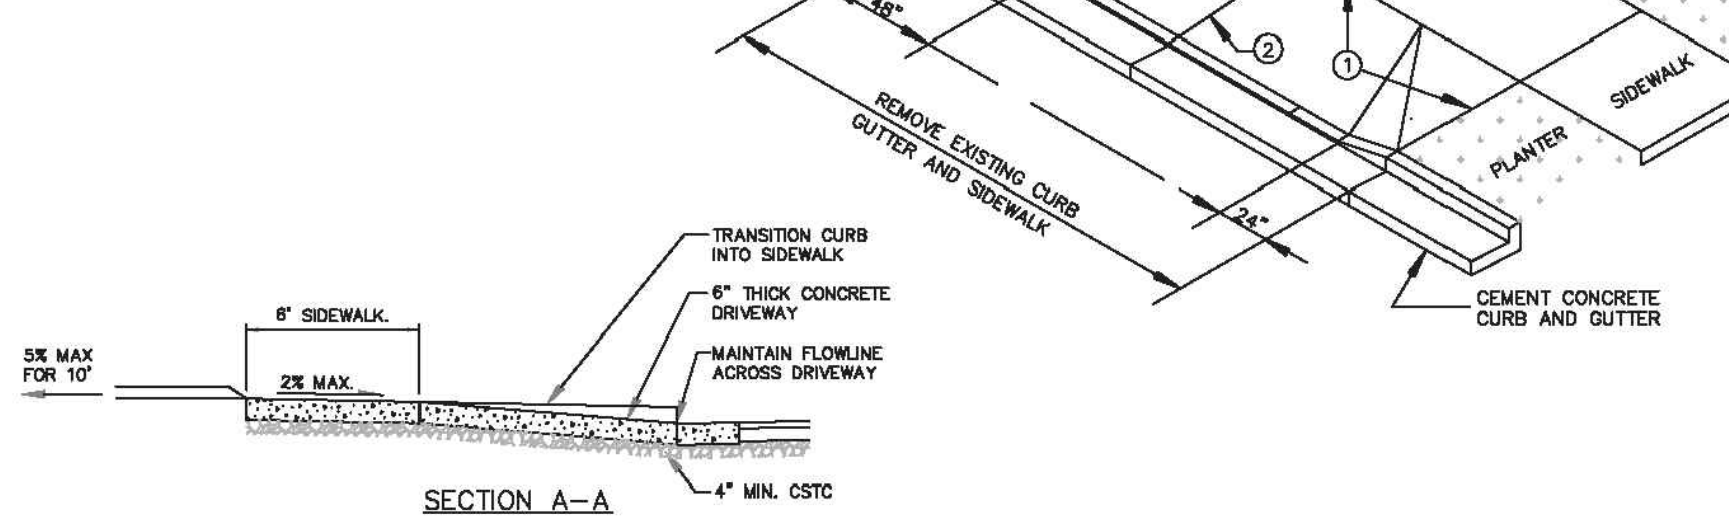 48"
2
1
SIDEWALK
PLANTER
REMOVE EXISTING CURB
GUTTER AND SIDEWALK
24"
CEMENT CONCRETE
CURB AND GUTTER
TRANSITION CURB
INTO SIDEWALK
6" THICK CONCRETE
DRIVEWAY
6' SIDEWALK.
MAINTAIN FLOWLINE
ACROSS DRIVEWAY
5% MAX
FOR 10'
2% MAX.
4" MIN. CSTC
SECTION A-A